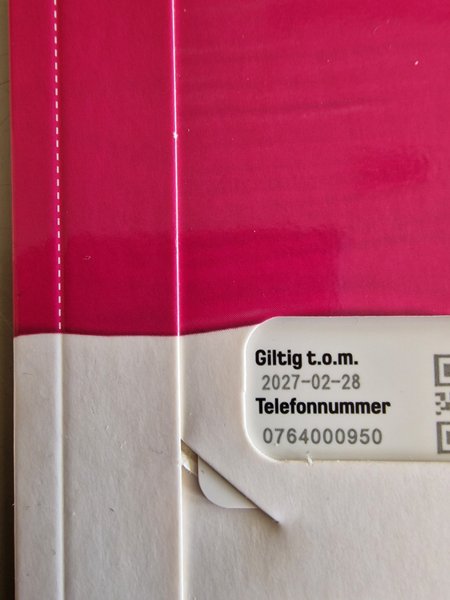 Giltig t.o.m.
2027-02-28
Telefonnummer
0764000950